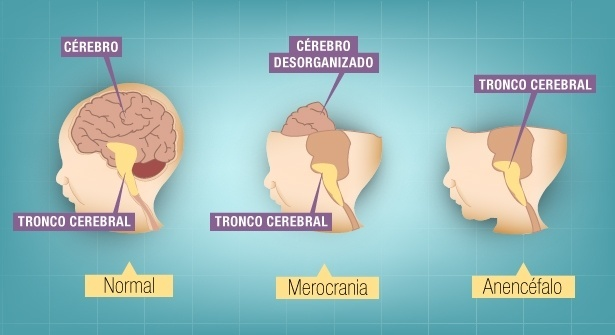 CÉREBRO
TRONCO CEREBRAL
Normal
CÉREBRO
DESORGANIZADO
TRONCO CEREBRAL
Merocrania
TRONCO CEREBRAL
Anencéfalo